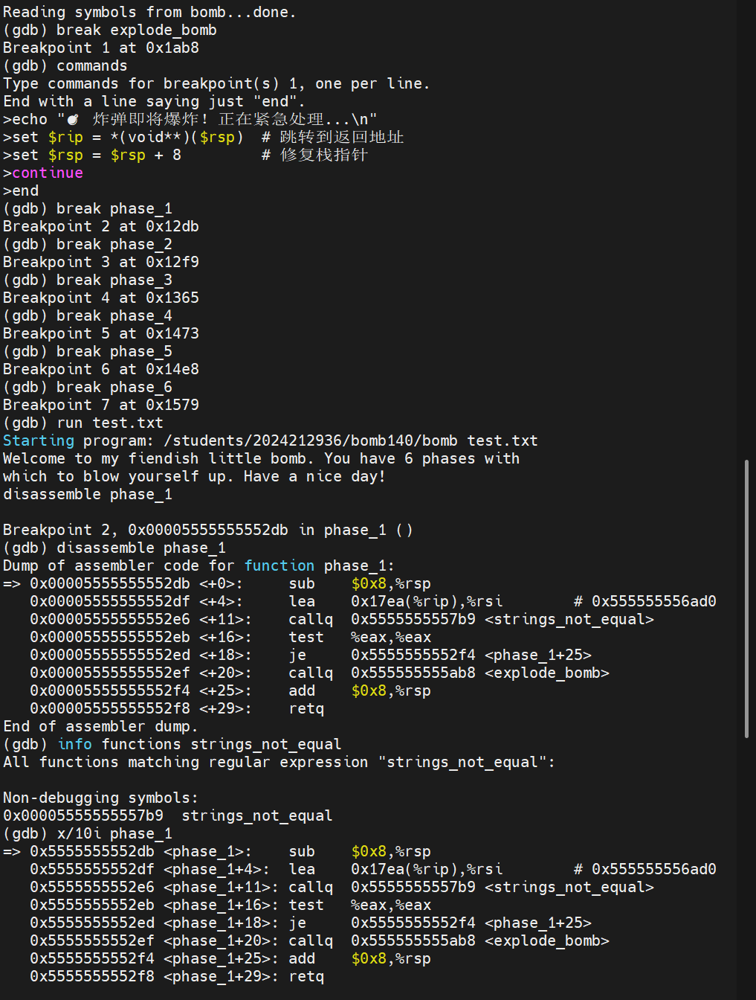 Reading symbols from bomb...done.
(gdb) break explode_bomb
Breakpoint 1 at 0x1ab8
(gdb) commands
Type commands for breakpoint(s) 1, one per line.
End with a line saying just "end".
>echo "💣 炸弹即将爆炸! 正在紧急处理...\n"
>set $rip = *(void**)($rsp)  # 跳转到返回地址
>set $rsp = $rsp + 8         # 修复栈指针
>continue
>end
(gdb) break phase_1
Breakpoint 2 at 0x12db
(gdb) break phase_2
Breakpoint 3 at 0x12f9
(gdb) break phase_3
Breakpoint 4 at 0x1365
(gdb) break phase_4
Breakpoint 5 at 0x1473
(gdb) break phase_5
Breakpoint 6 at 0x14e8
(gdb) break phase_6
Breakpoint 7 at 0x1579
(gdb) run test.txt
Starting program: /students/2024212936/bomb140/bomb test.txt
Welcome to my fiendish little bomb. You have 6 phases with
which to blow yourself up. Have a nice day!
disassemble phase_1

Breakpoint 2, 0x00005555555552db in phase_1 ()
(gdb) disassemble phase_1
Dump of assembler code for function phase_1:
=> 0x00005555555552db <+0>:     sub    $0x8,%rsp
   0x00005555555552df <+4>:     lea    0x17ea(%rip),%rsi        # 0x555555556ad0
   0x00005555555552e6 <+11>:    callq  0x5555555557b9 <strings_not_equal>
   0x00005555555552eb <+16>:    test   %eax,%eax
   0x00005555555552ed <+18>:    je     0x5555555552f4 <phase_1+25>
   0x00005555555552ef <+20>:    callq  0x555555555ab8 <explode_bomb>
   0x00005555555552f4 <+25>:    add    $0x8,%rsp
   0x00005555555552f8 <+29>:    retq
End of assembler dump.
(gdb) info functions strings_not_equal
All functions matching regular expression "strings_not_equal":

Non-debugging symbols:
0x00005555555557b9  strings_not_equal
(gdb) x/10i phase_1
=> 0x5555555552db <phase_1>:    sub    $0x8,%rsp
   0x5555555552df <phase_1+4>:  lea    0x17ea(%rip),%rsi        # 0x555555556ad0
   0x5555555552e6 <phase_1+11>: callq  0x5555555557b9 <strings_not_equal>
   0x5555555552eb <phase_1+16>: test   %eax,%eax
   0x5555555552ed <phase_1+18>: je     0x5555555552f4 <phase_1+25>
   0x5555555552ef <phase_1+20>: callq  0x555555555ab8 <explode_bomb>
   0x5555555552f4 <phase_1+25>: add    $0x8,%rsp
   0x5555555552f8 <phase_1+29>: retq